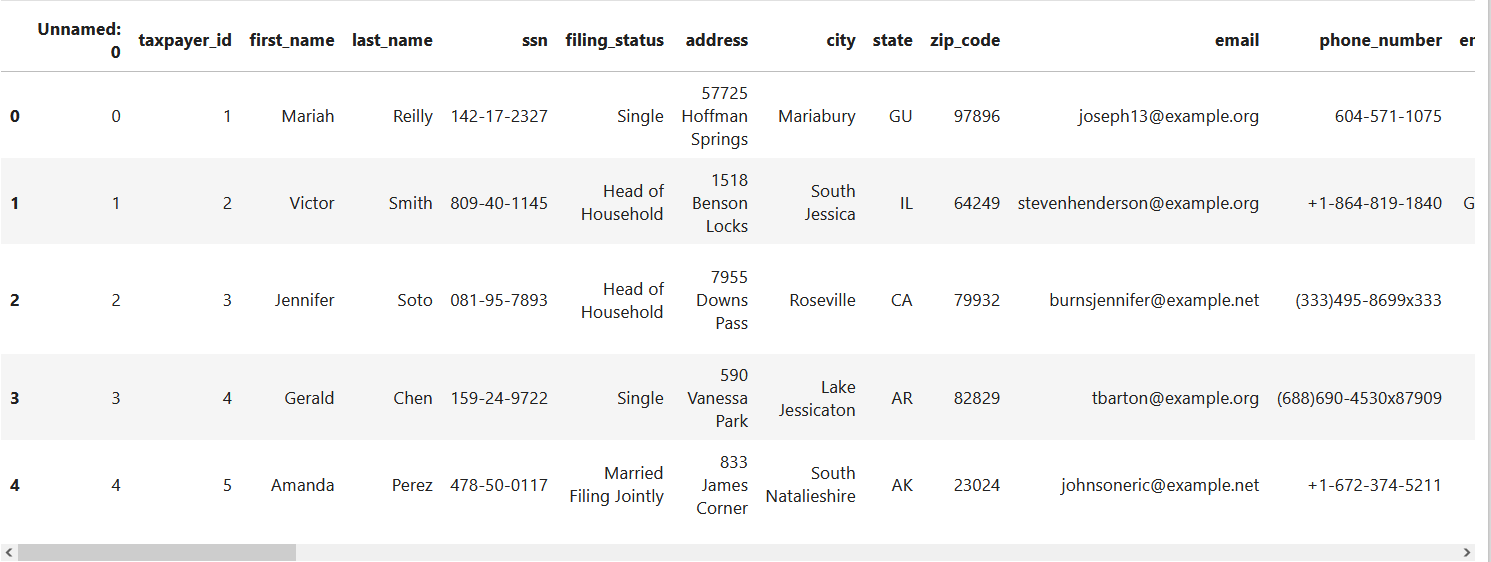 Unnamed: 0 taxpayer_id first_name last_name ssn filing_status address city state zip_code email phone_number
0 0 1 Mariah Reilly 142-17-2327 Single 57725 Hoffman Springs Mariabury GU 97896 joseph13@example.org 604-571-1075
1 1 2 Victor Smith 809-40-1145 Head of Household 1518 Benson Locks South Jessica IL 64249 stevenhenderson@example.org +1-864-819-1840 G
2 2 3 Jennifer Soto 081-95-7893 Head of Household 7955 Downs Pass Roseville CA 79932 burnsjennifer@example.net (333)495-8699x333
3 3 4 Gerald Chen 159-24-9722 Single 590 Vanessa Park Lake Jessicaton AR 82829 tbarton@example.org (688)690-4530x87909
4 4 5 Amanda Perez 478-50-0117 Married Filing Jointly 833 James Corner South Natalieshire AK 23024 johnsoneric@example.net +1-672-374-5211